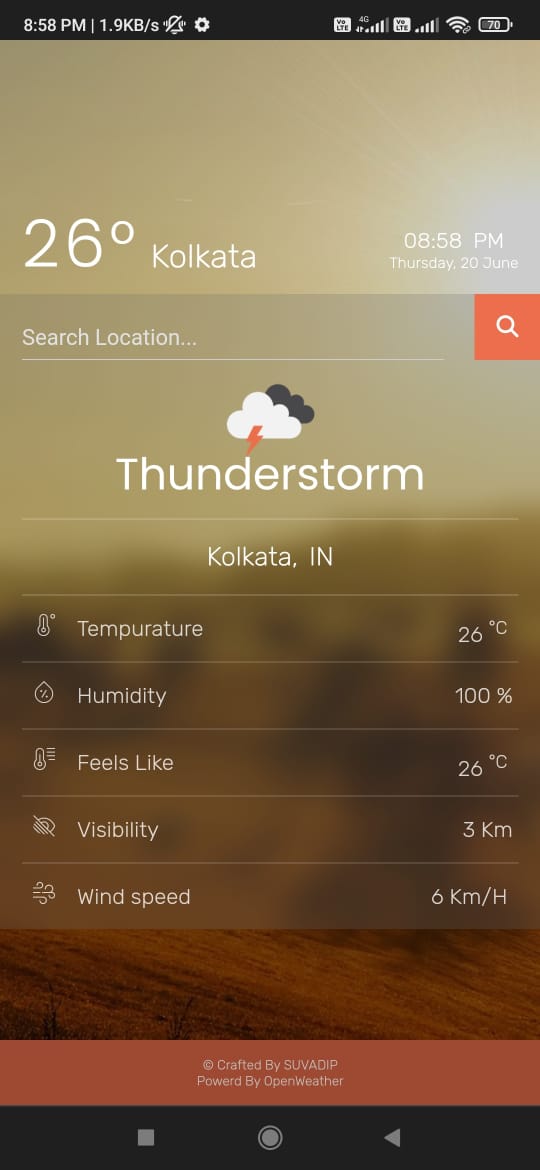 8:58 PM | 1.9KB/s
Vo LTE 4G Vo LTE 70
26° Kolkata
08:58 PM
Thursday, 20 June
Search Location...
Thunderstorm
Kolkata, IN
Tempurature 26 °C
Humidity 100 %
Feels Like 26 °C
Visibility 3 Km
Wind speed 6 Km/H
© Crafted By SUVADIP
Powerd By OpenWeather